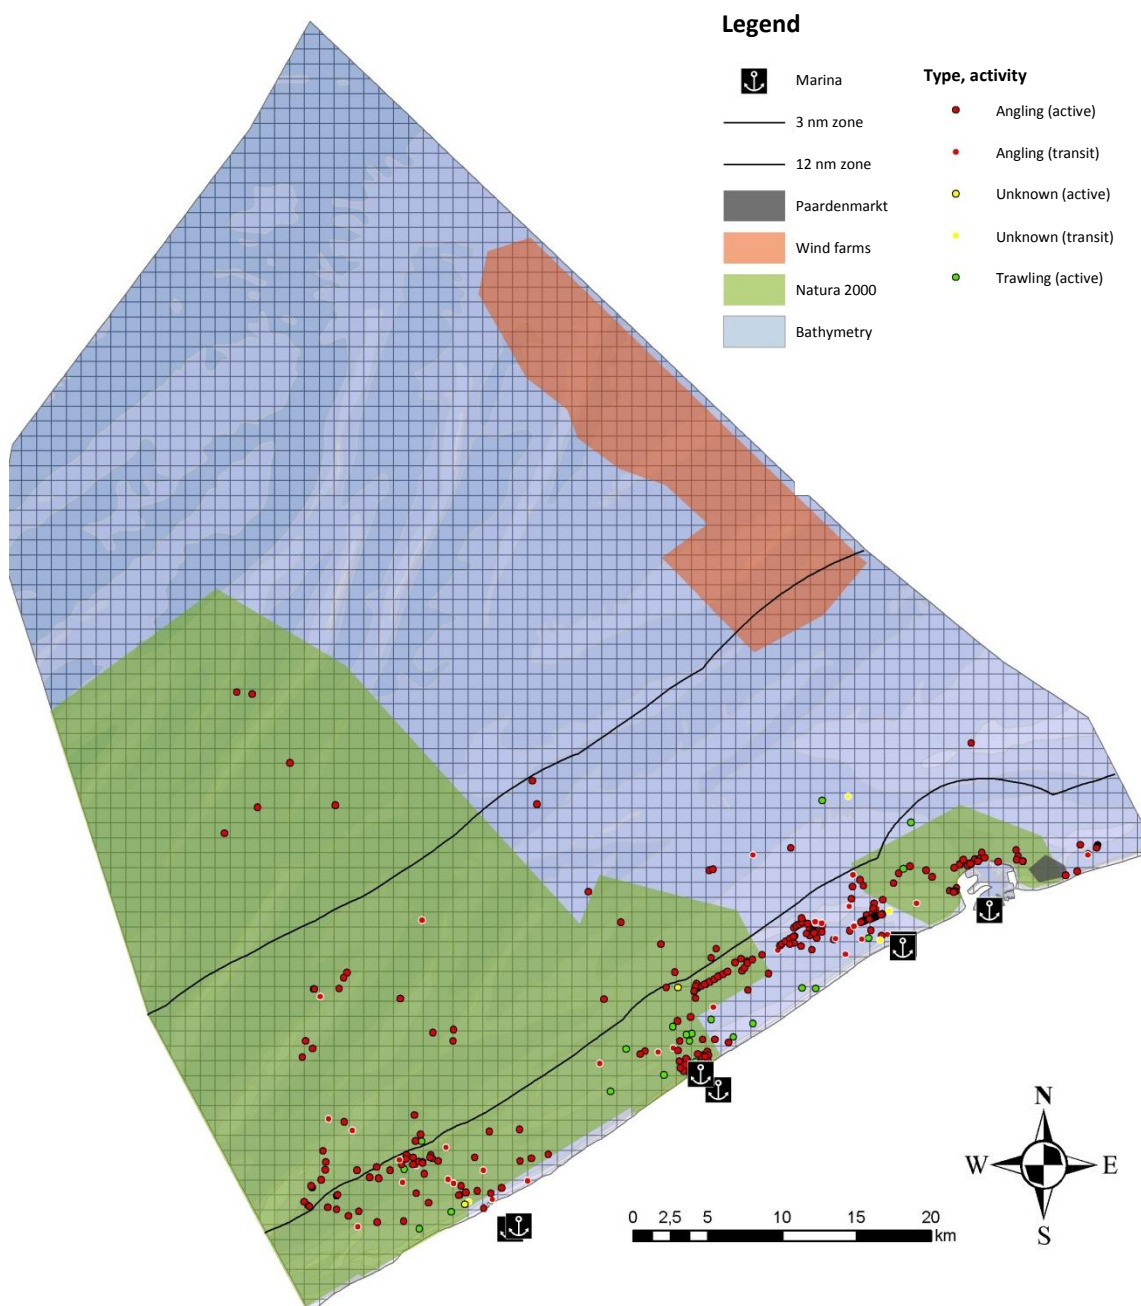 Legend
Marina
3 nm zone
12 nm zone
Paardenmarkt
Wind farms
Natura 2000
Bathymetry
Type, activity
Angling (active)
Angling (transit)
Unknown (active)
Unknown (transit)
Trawling (active)
N
W E
S
0 2,5 5 10 15 20
km